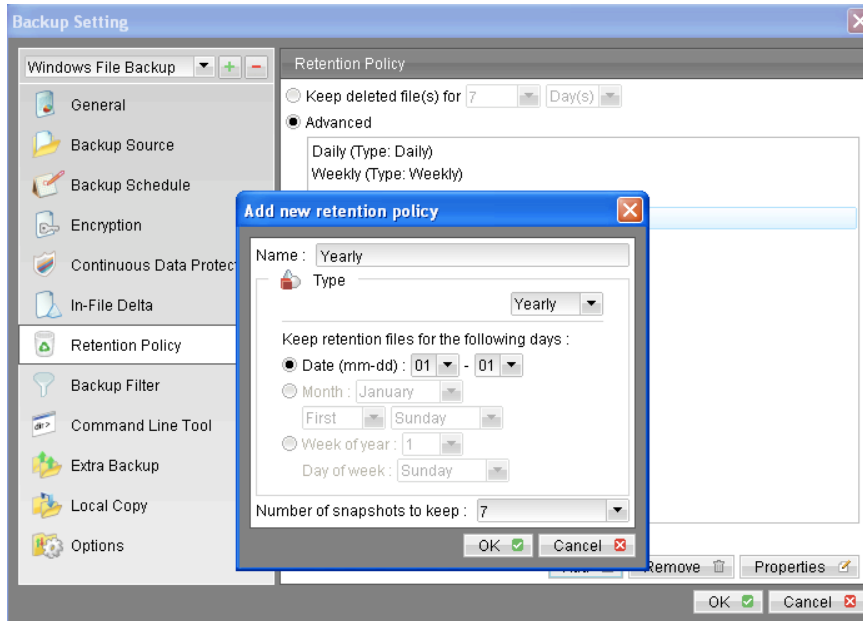 Backup Setting
Windows File Backup
General
Backup Source
Backup Schedule
Encryption
Continuous Data Protec
In-File Delta
Retention Policy
Backup Filter
Command Line Tool
Extra Backup
Local Copy
Options
Retention Policy
Keep deleted file(s) for 7 Day(s)
Advanced
Daily (Type: Daily)
Weekly (Type: Weekly)
Add new retention policy
Name : Yearly
Type
Yearly
Keep retention files for the following days :
Date (mm-dd) : 01 - 01
Month : January
First Sunday
Week of year : 1
Day of week : Sunday
Number of snapshots to keep : 7
OK Cancel
Remove Properties
OK Cancel